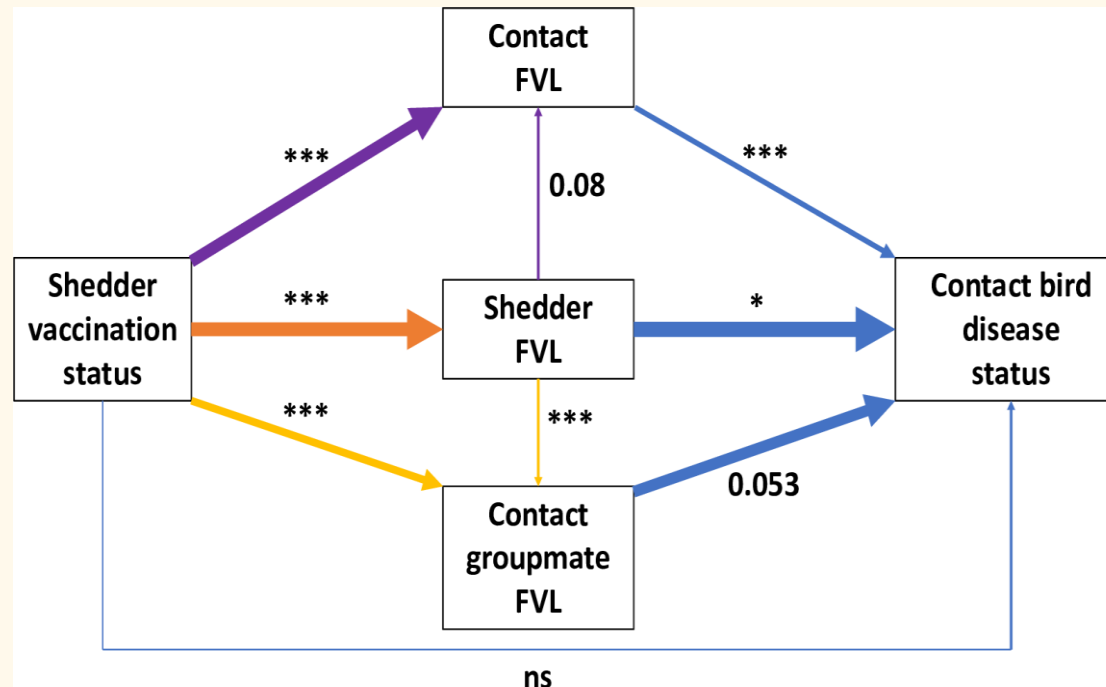 Contact
FVL
***
***
0.08
Shedder
vaccination
status
***
Shedder
FVL
*
Contact bird
disease
status
***
***
0.053
Contact
groupmate
FVL
ns